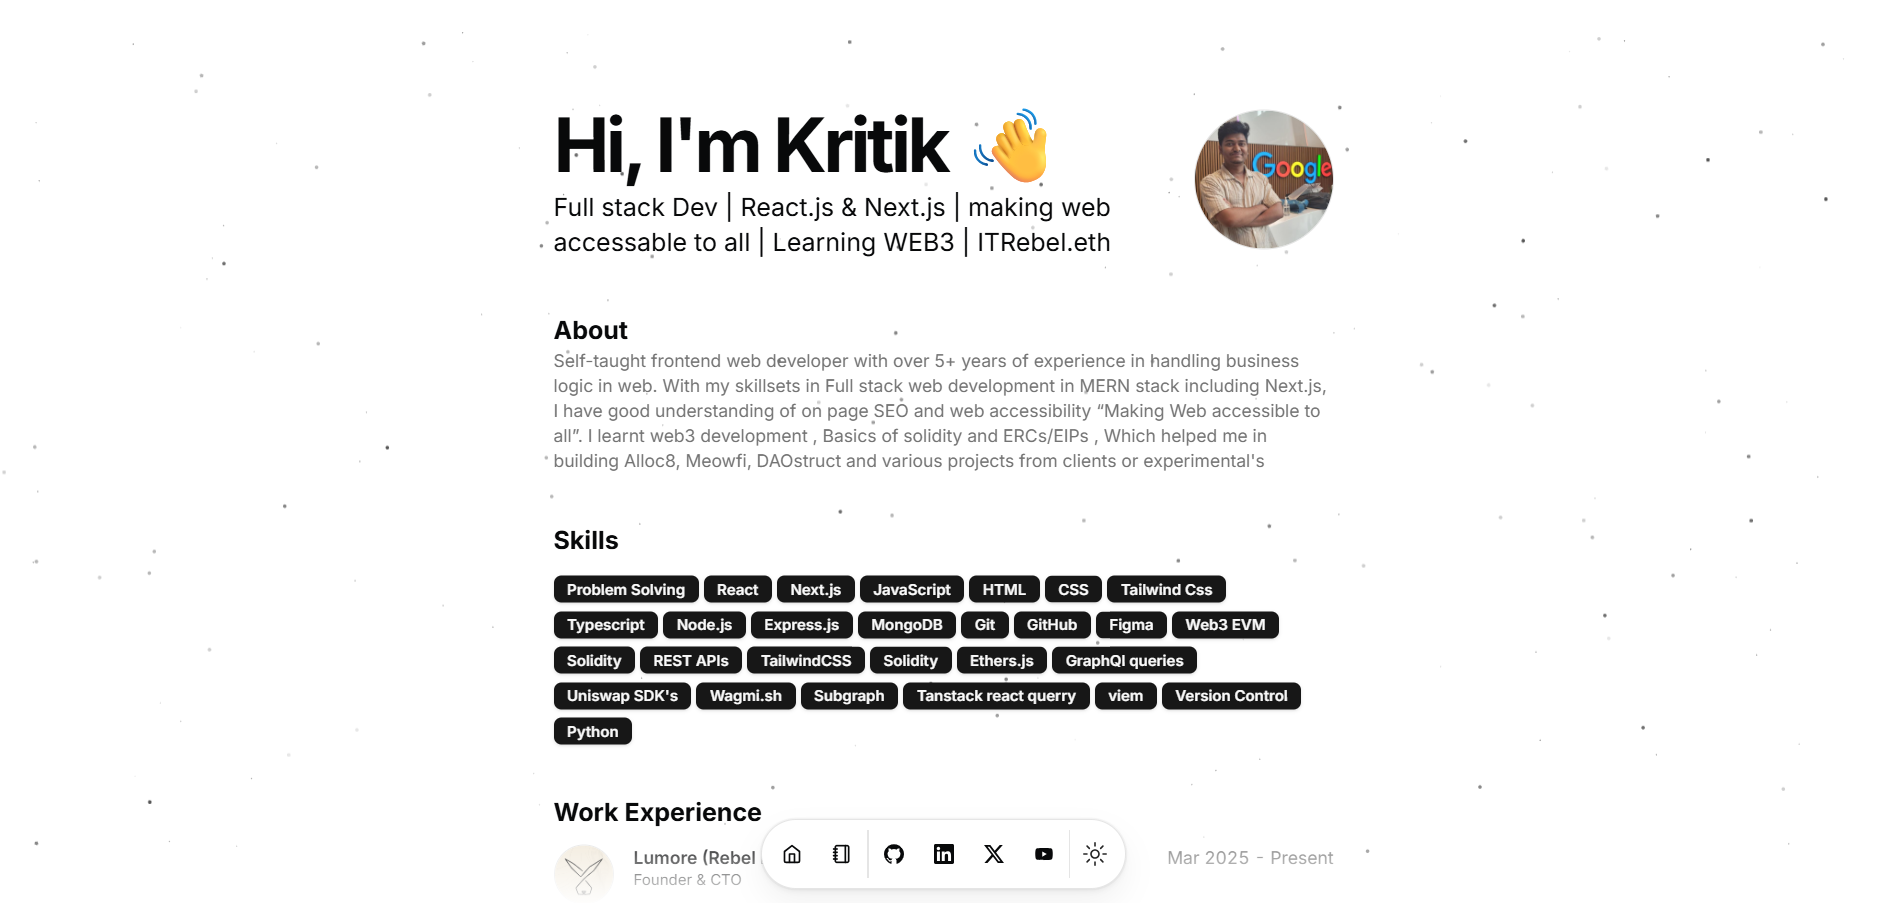 Hi, I'm Kritik 👋
Google
Full stack Dev | React.js & Next.js | making web
accessable to all | Learning WEB3 | ITRebel.eth
About
Self-taught frontend web developer with over 5+ years of experience in handling business
logic in web. With my skillsets in Full stack web development in MERN stack including Next.js,
I have good understanding of on page SEO and web accessibility “Making Web accessible to
all”. I learnt web3 development , Basics of solidity and ERCs/EIPs , Which helped me in
building Alloc8, Meowfi, DAOstruct and various projects from clients or experimental's
Skills
Problem Solving React Next.js JavaScript HTML CSS Tailwind Css
Typescript Node.js Express.js MongoDB Git GitHub Figma Web3 EVM
Solidity REST APIs TailwindCSS Solidity Ethers.js GraphQl queries
Uniswap SDK's Wagmi.sh Subgraph Tanstack react querry viem Version Control
Python
Work Experience
Lumore (Rebel Mar 2025 - Present
Founder & CTO